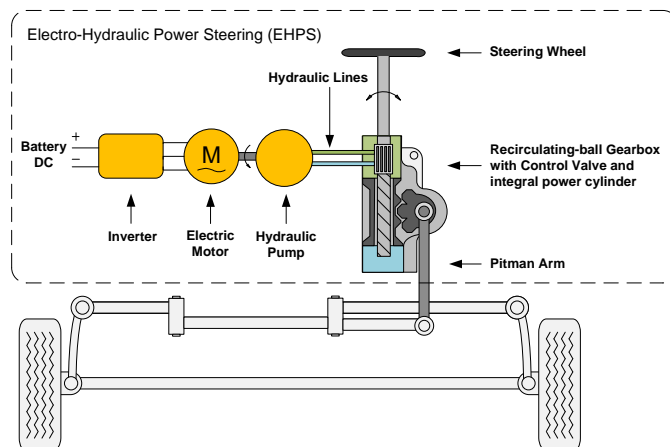 Electro-Hydraulic Power Steering (EHPS)
Steering Wheel
Hydraulic Lines
Battery
DC
+
−
M
Recirculating-ball Gearbox
with Control Valve and
integral power cylinder
Inverter
Electric
Motor
Hydraulic
Pump
Pitman Arm